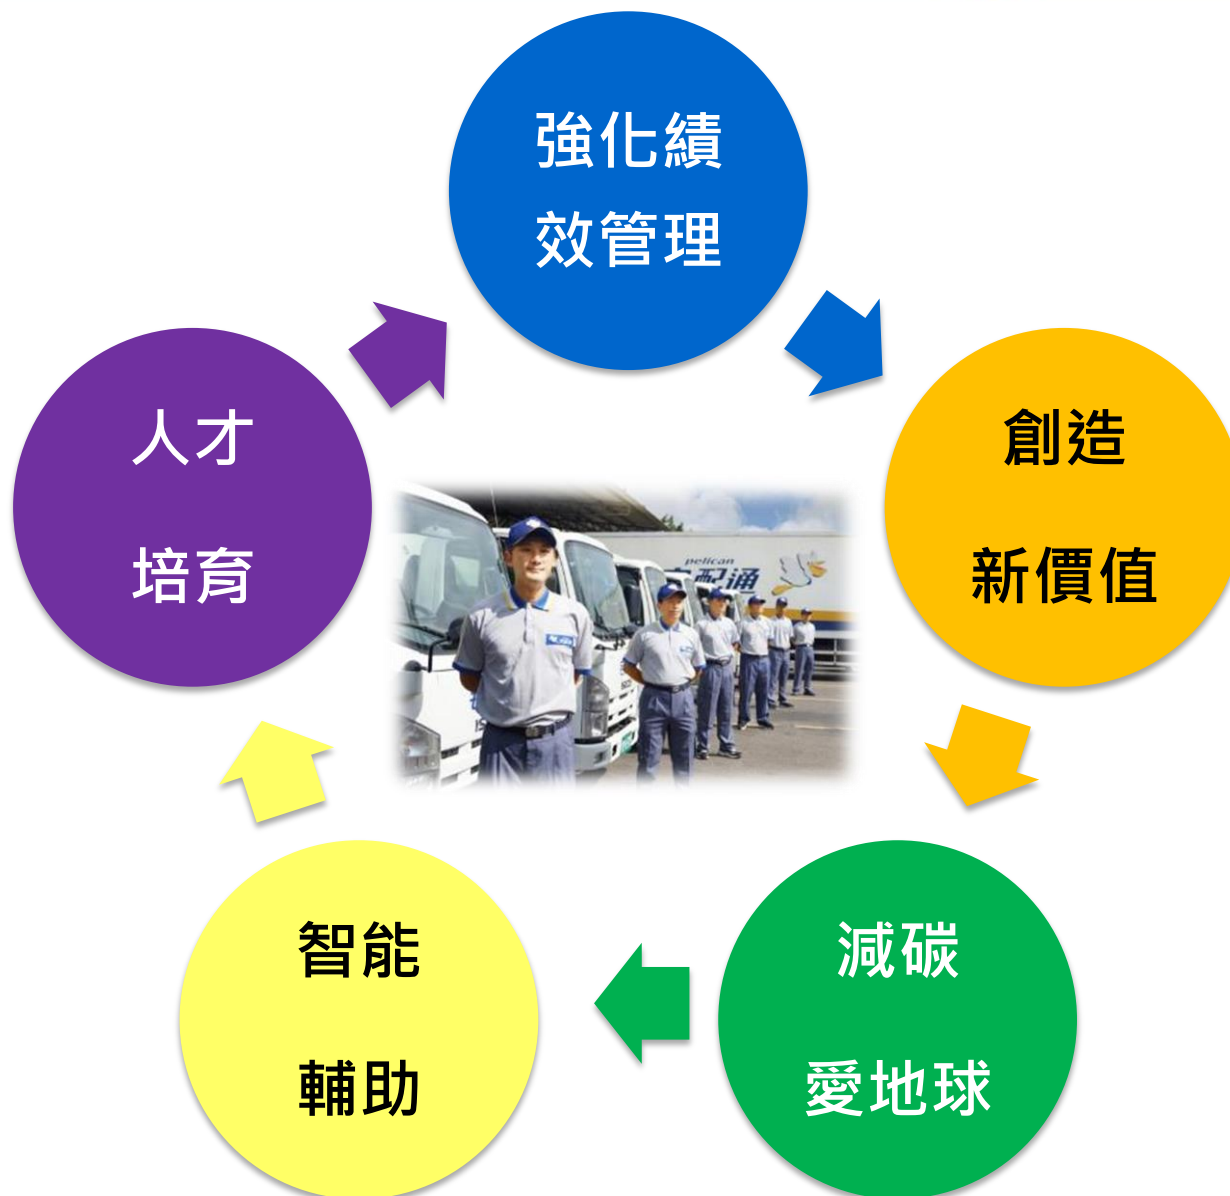 強化績
效管理
創造
新價值
減碳
愛地球
智能
輔助
人才
培育
pelican
宅配通